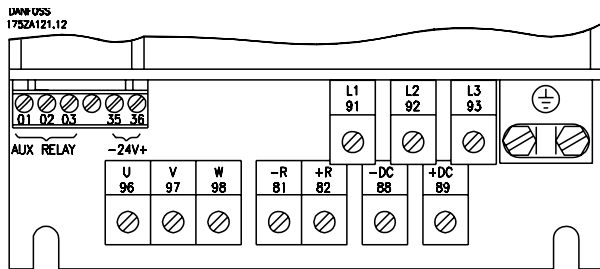 DANFOSS
175ZA121.12
L1 L2 L3
91 92 93
01 02 03 35 36
AUX RELAY -24V+
U V W -R +R -DC +DC
96 97 98 81 82 88 89